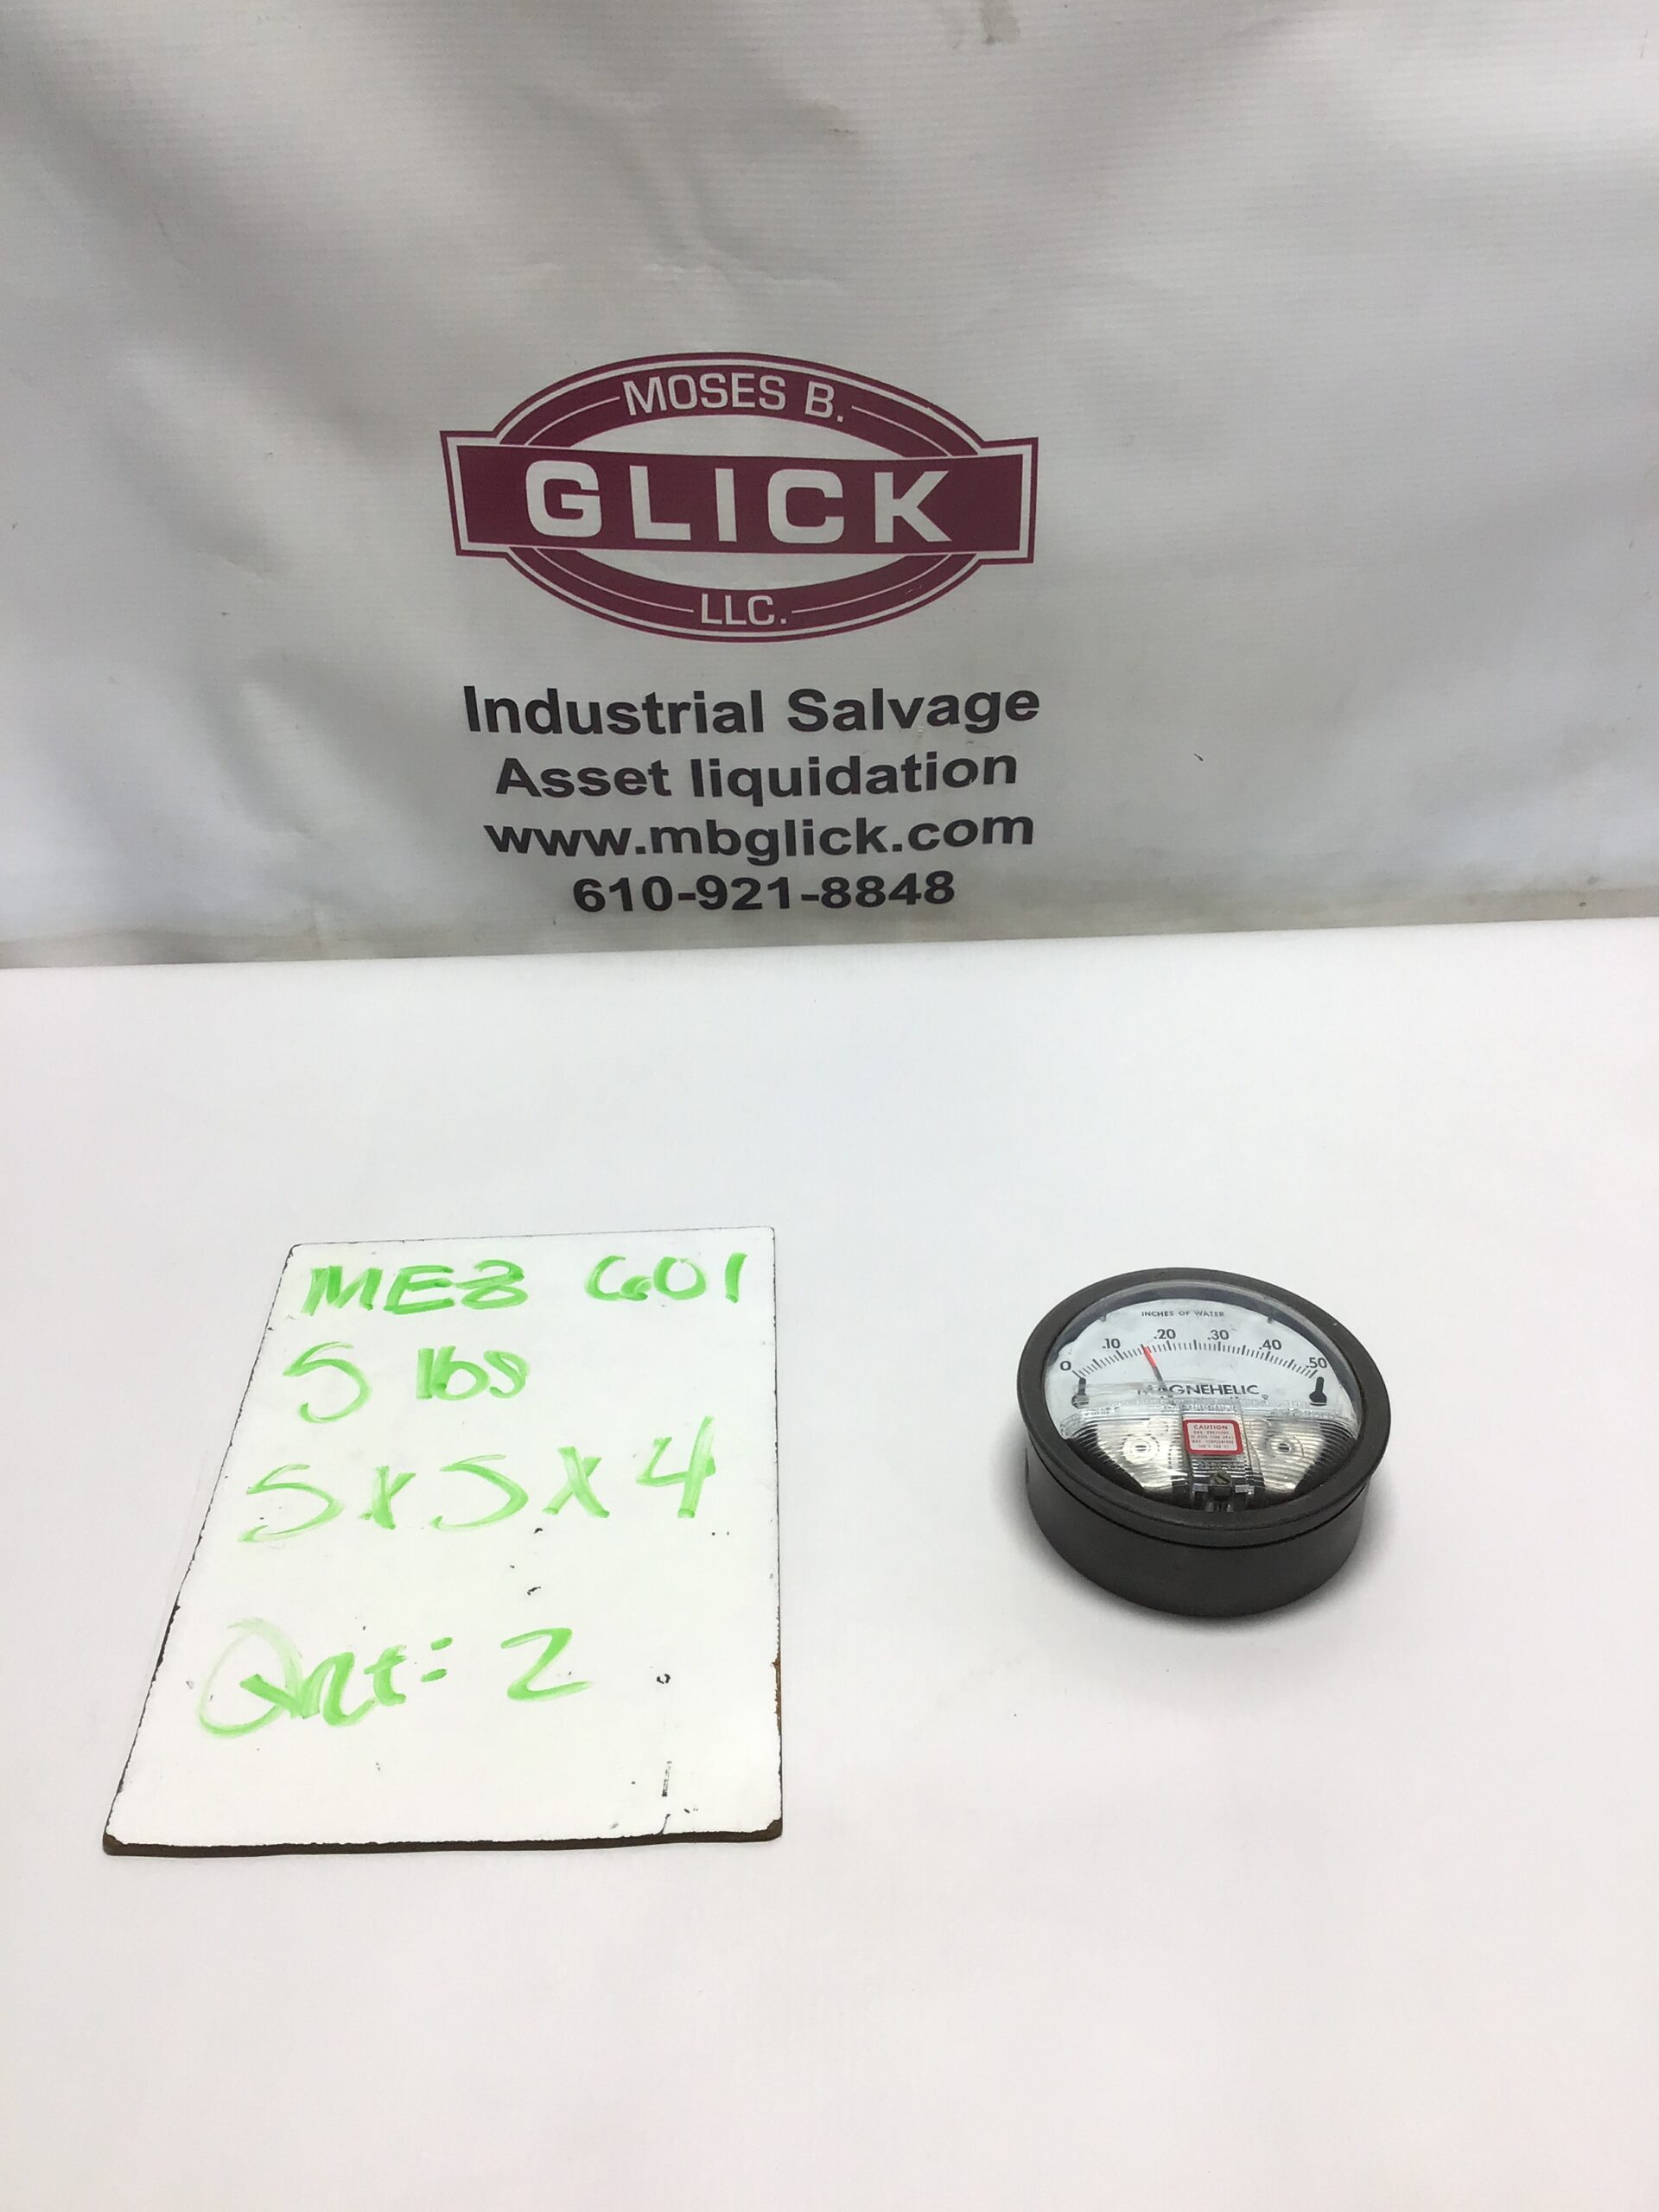 MOSES B.
GLICK
LLC.
Industrial Salvage
Asset liquidation
www.mbglick.com
610-921-8848
ME8 601
5 lbs
5x5x4
Qnt: 2
INCHES OF WATER
0 .10 .20 .30 .40 .50
MAGNEHELIC
CAUTION